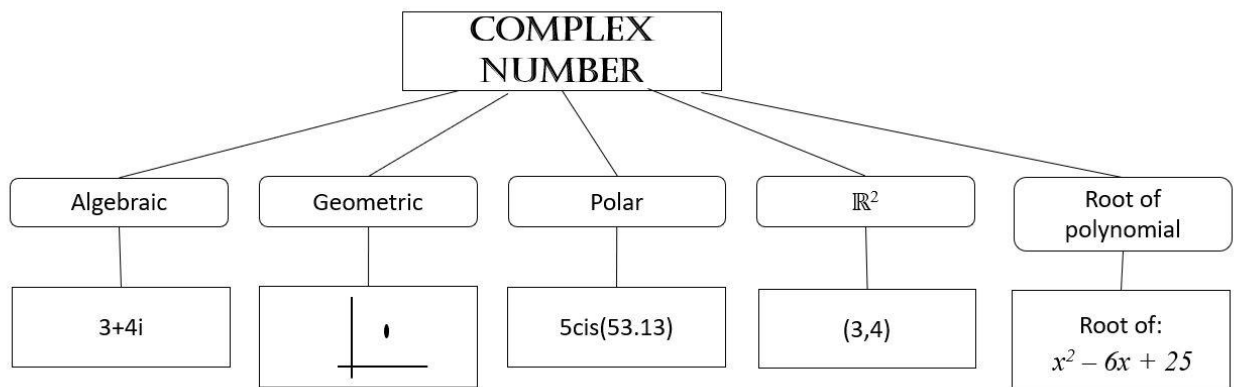 COMPLEX
NUMBER
Algebraic
Geometric
Polar
ℝ²
Root of
polynomial
3+4i
5cis(53.13)
(3,4)
Root of:
x² – 6x + 25